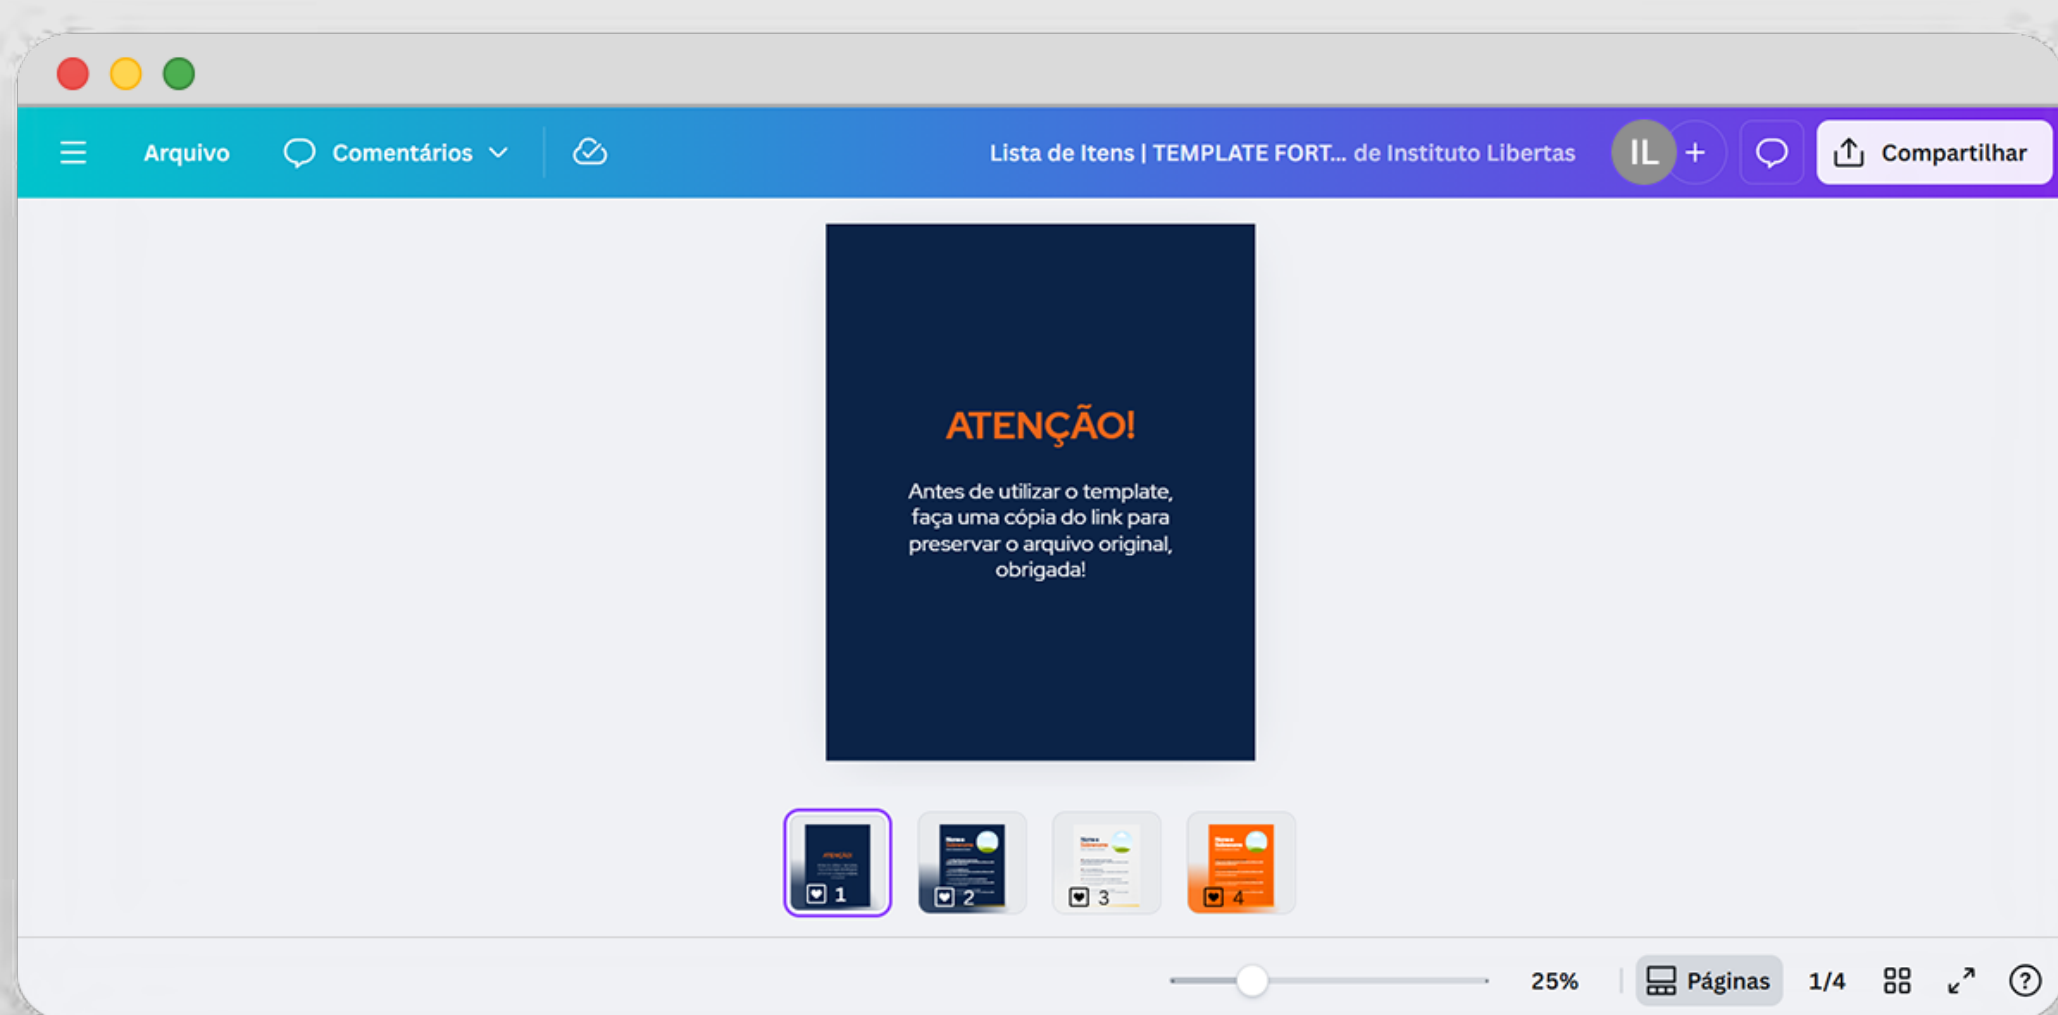 Arquivo
Comentários
Lista de Itens | TEMPLATE FORT... de Instituto Libertas
IL
+
Compartilhar
ATENÇÃO!
Antes de utilizar o template,
faça uma cópia do link para
preservar o arquivo original,
obrigada!
1
2
3
4
25%
Páginas
1/4
?